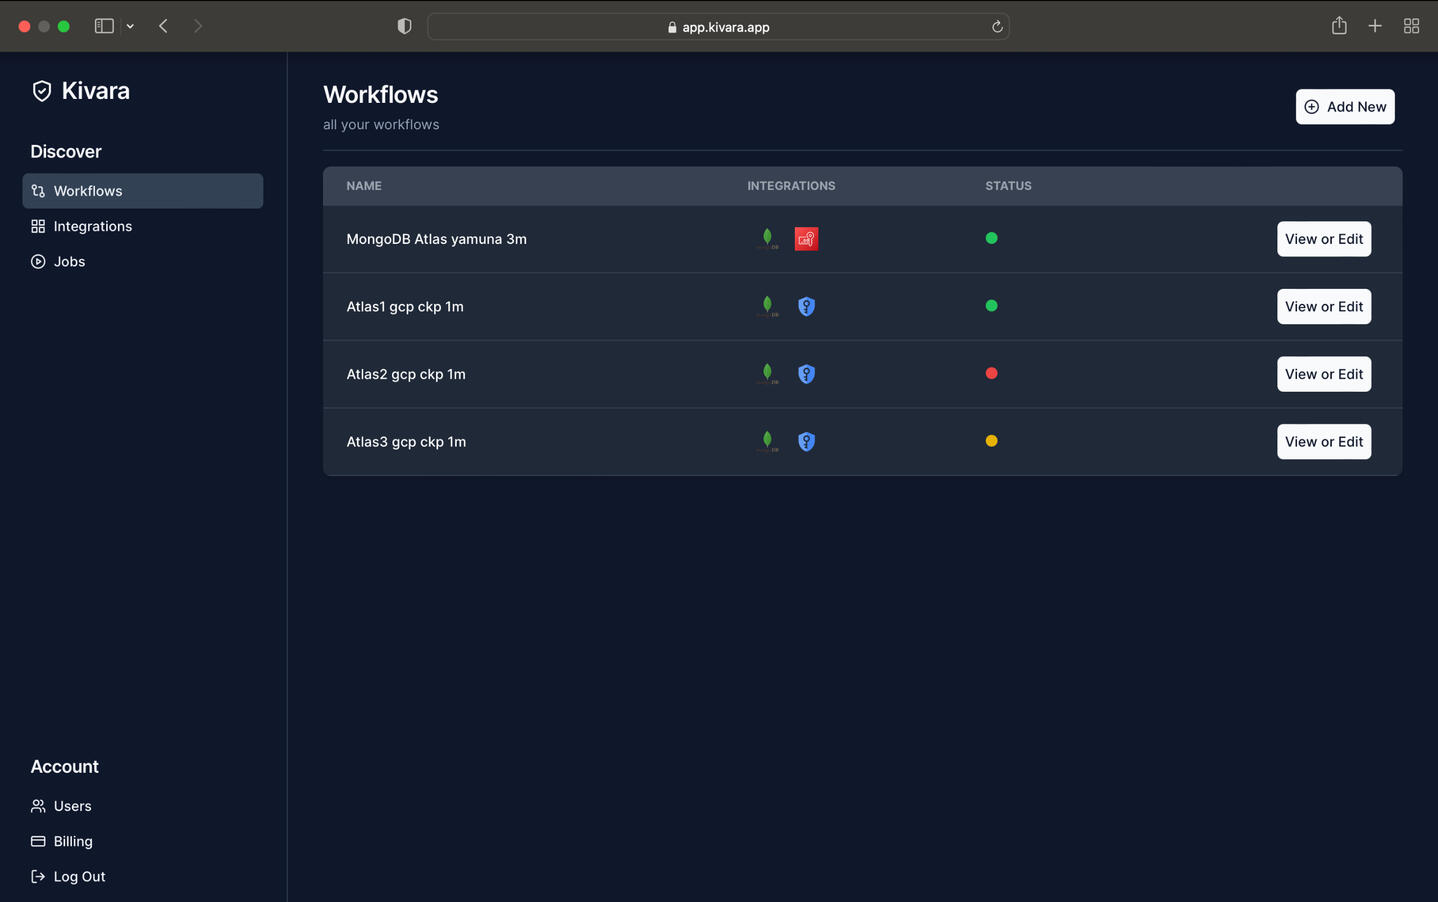 app.kivara.app
Kivara
Discover
Workflows
Integrations
Jobs
Account
Users
Billing
Log Out
Workflows
all your workflows
Add New
NAME INTEGRATIONS STATUS
MongoDB Atlas yamuna 3m View or Edit
Atlas1 gcp ckp 1m View or Edit
Atlas2 gcp ckp 1m View or Edit
Atlas3 gcp ckp 1m View or Edit